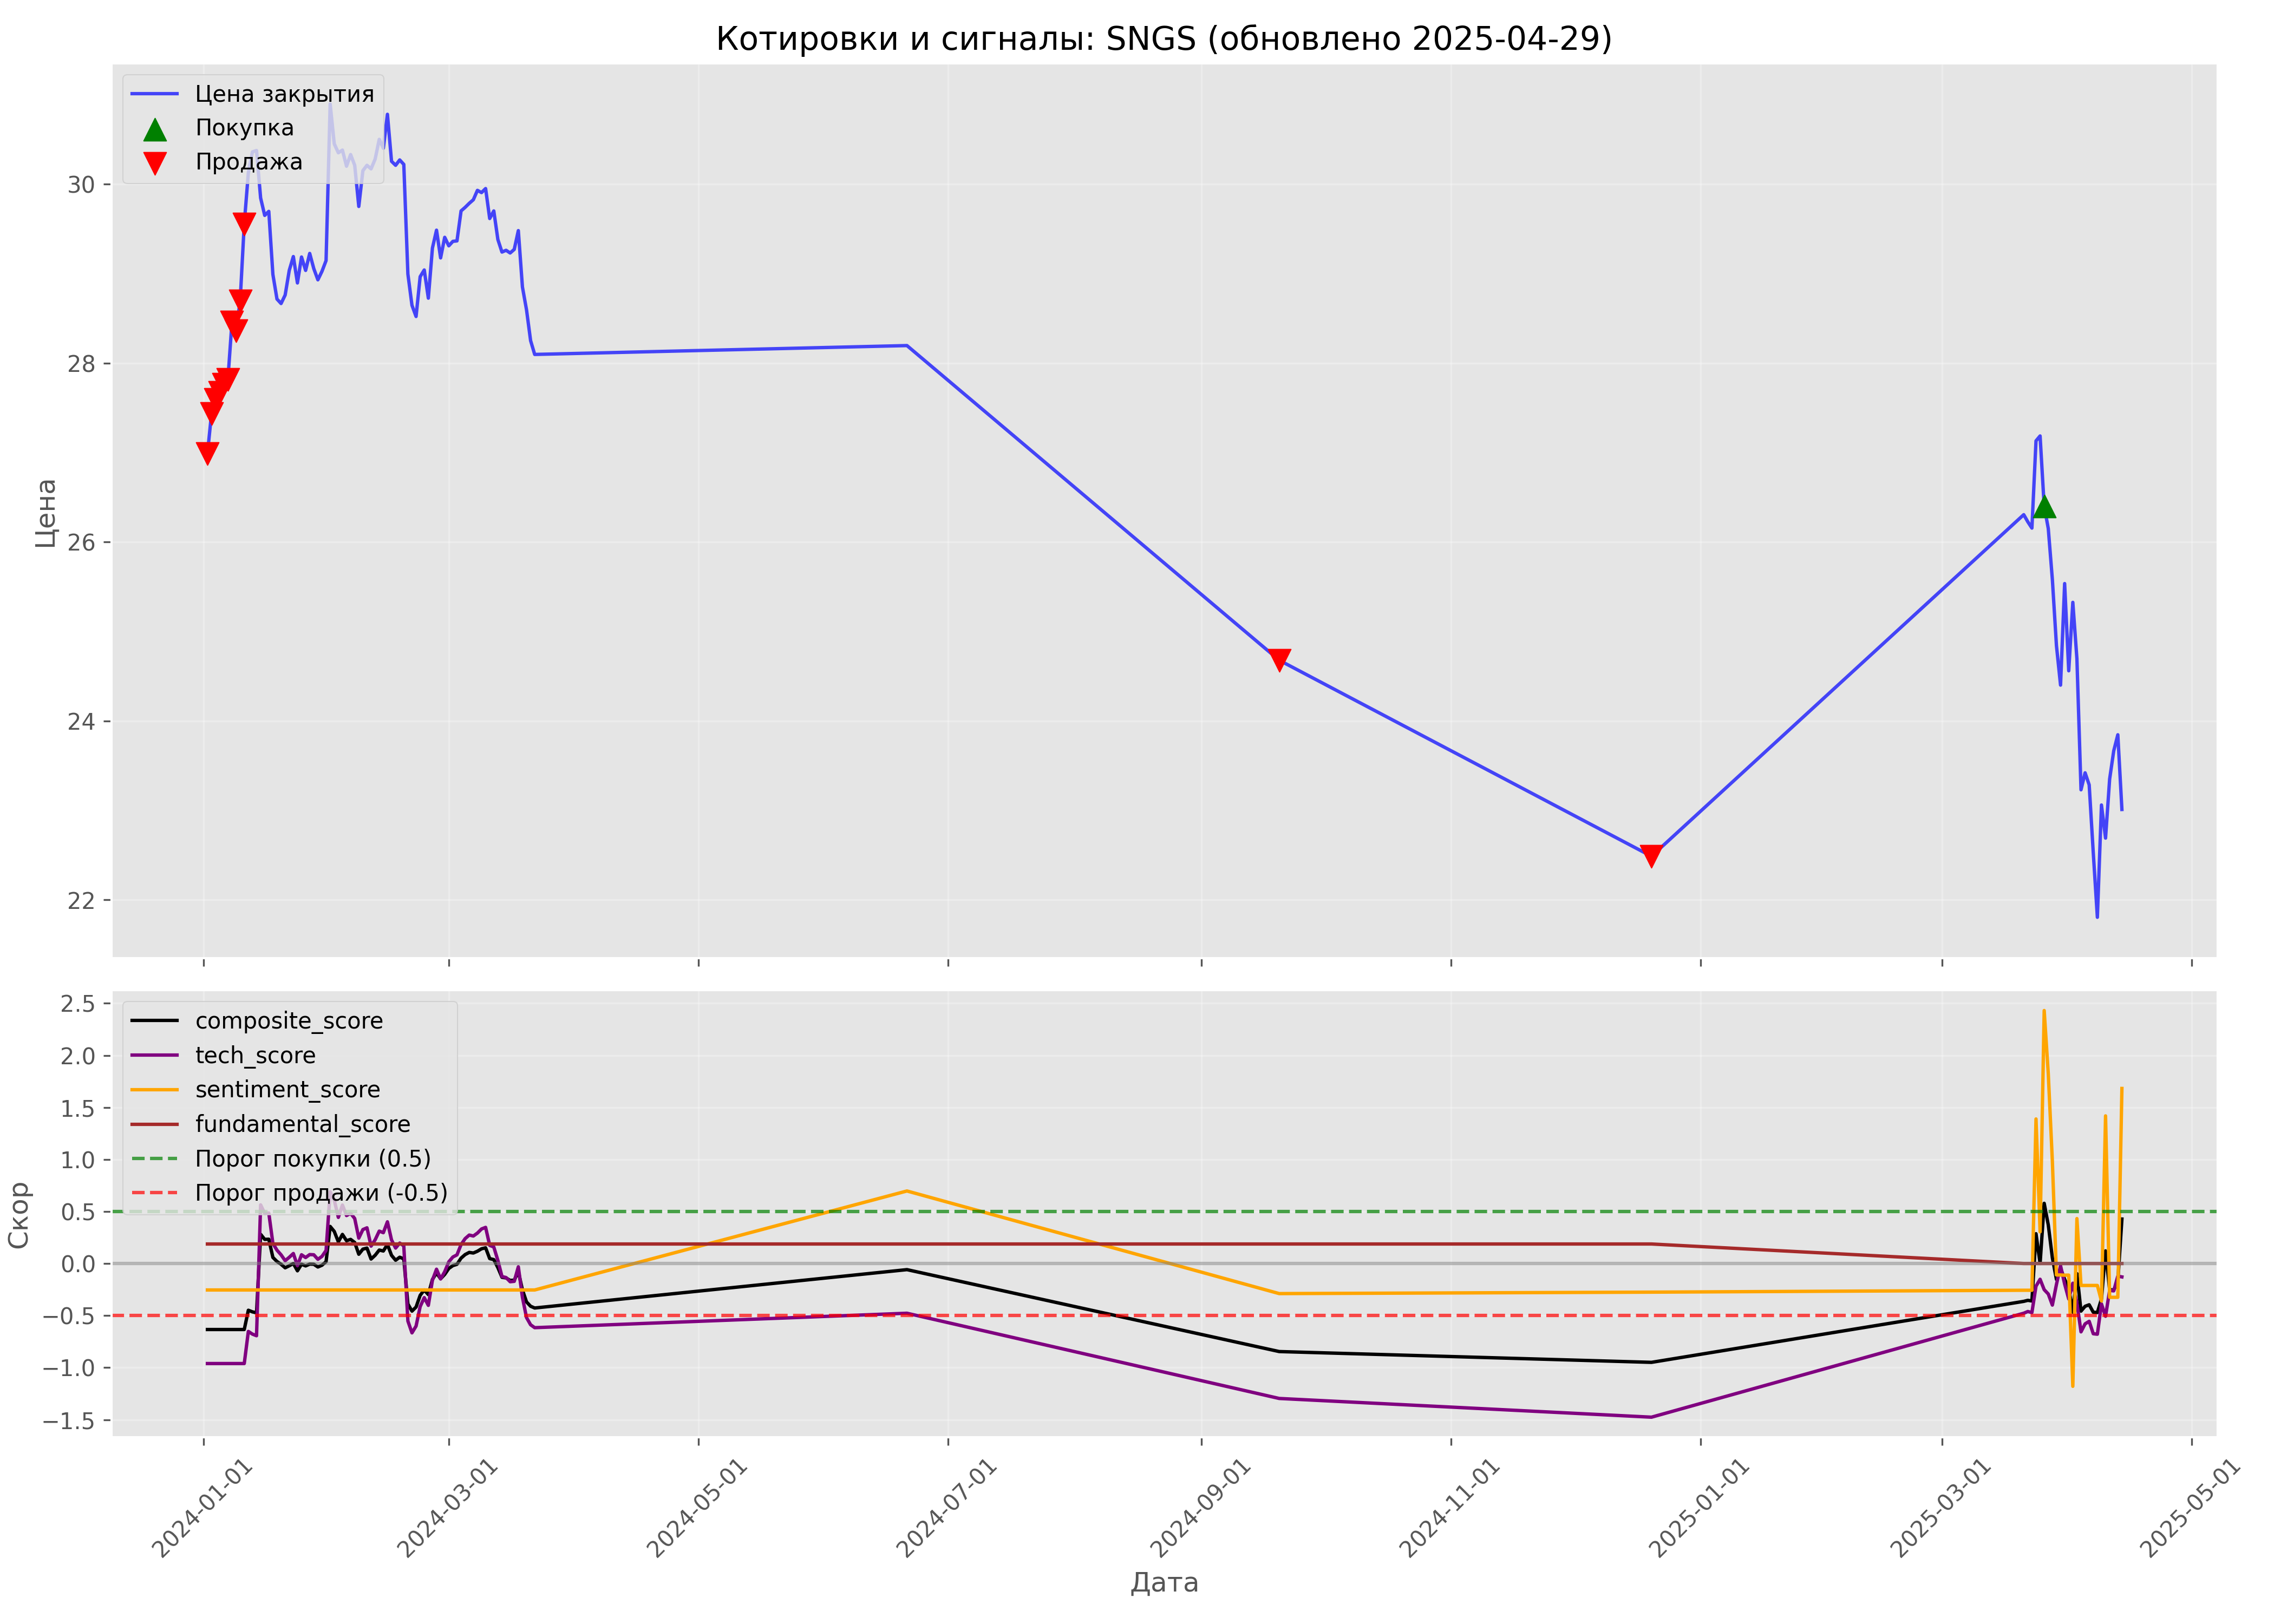 Котировки и сигналы: SNGS (обновлено 2025-04-29)
Цена закрытия
Покупка
Продажа
30
28
26
24
22
Цена
composite_score
tech_score
sentiment_score
fundamental_score
Порог покупки (0.5)
Порог продажи (-0.5)
2.5
2.0
1.5
1.0
0.5
0.0
−0.5
−1.0
−1.5
Скор
2024-01-01
2024-03-01
2024-05-01
2024-07-01
2024-09-01
2024-11-01
2025-01-01
2025-03-01
2025-05-01
Дата